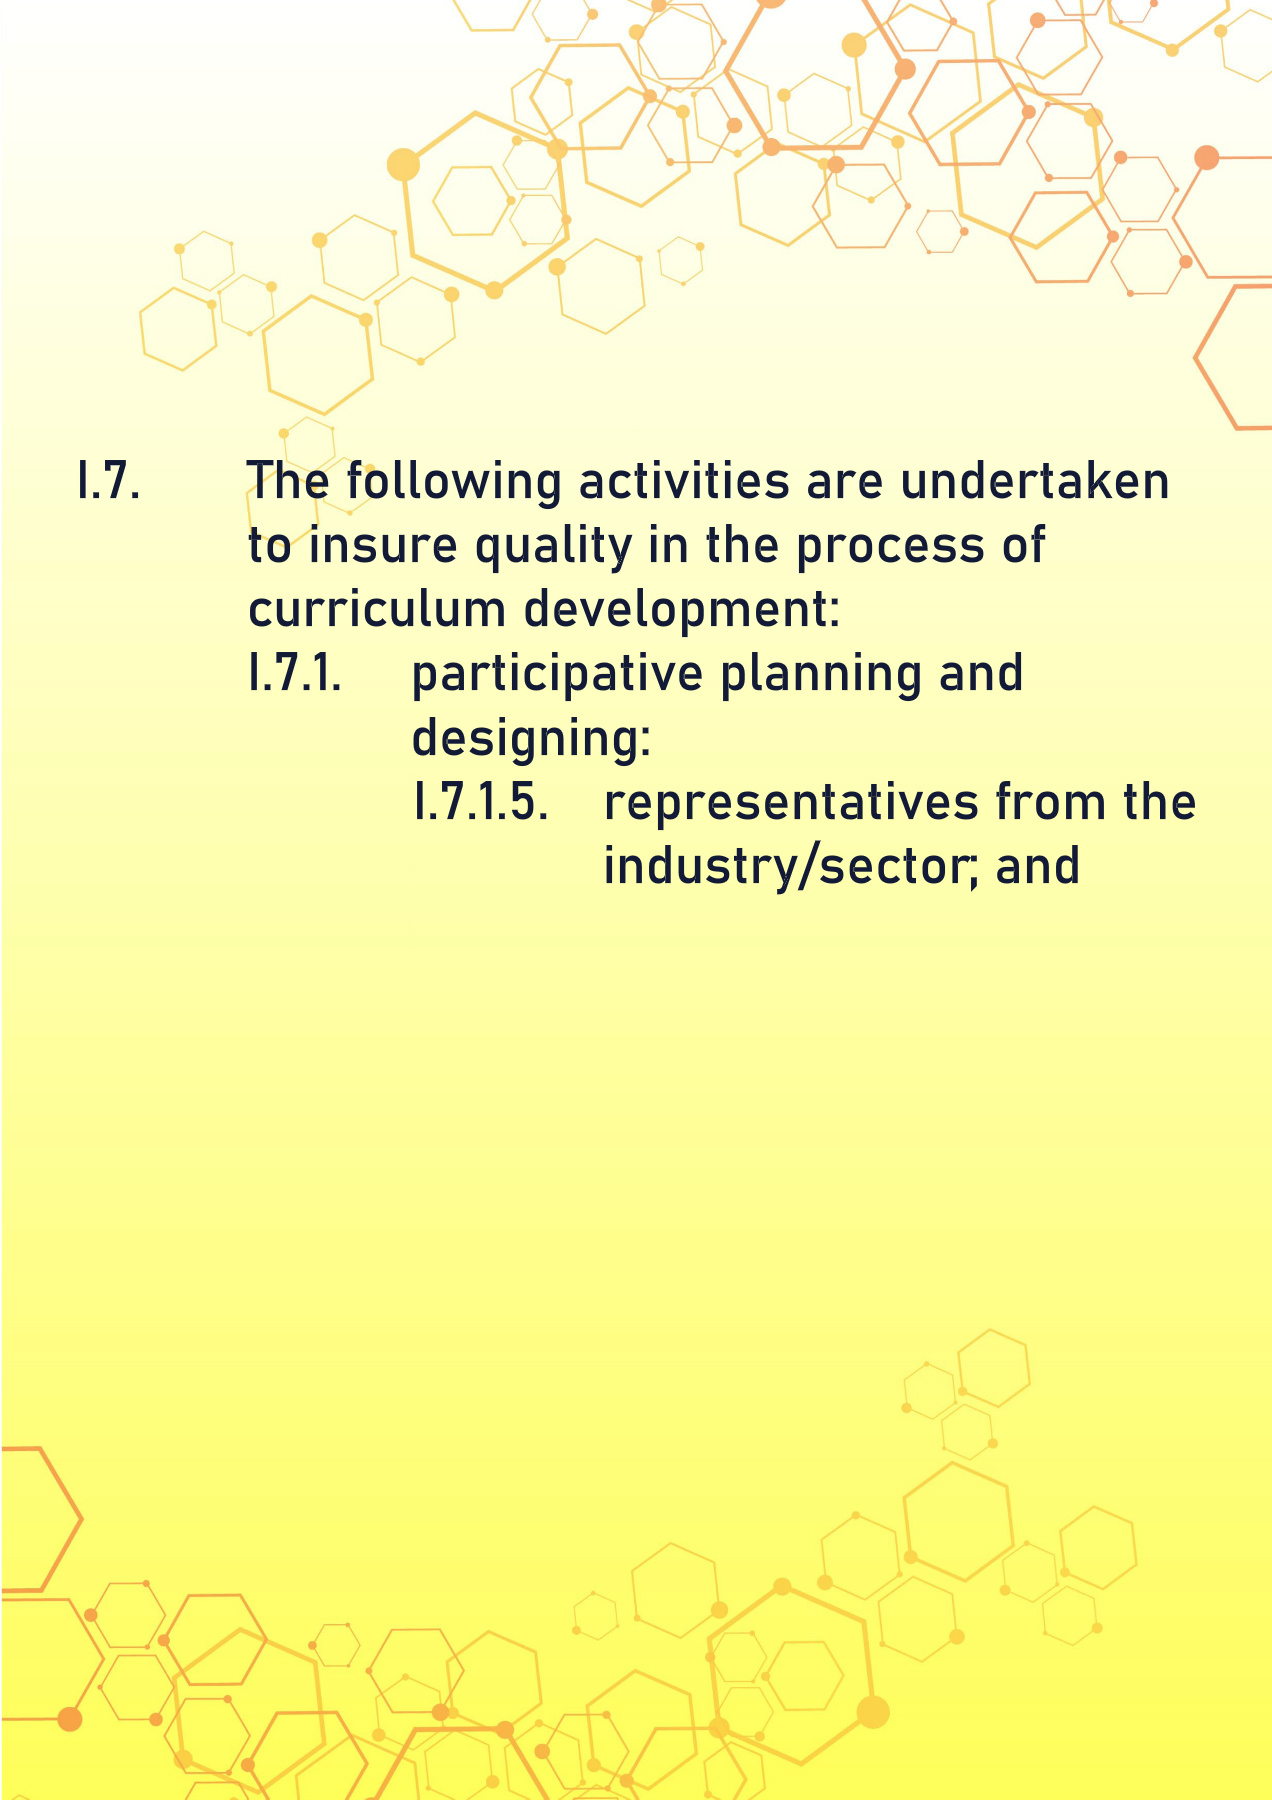 I.7. The following activities are undertaken
to insure quality in the process of
curriculum development:
I.7.1. participative planning and
designing:
I.7.1.5. representatives from the
industry/sector; and